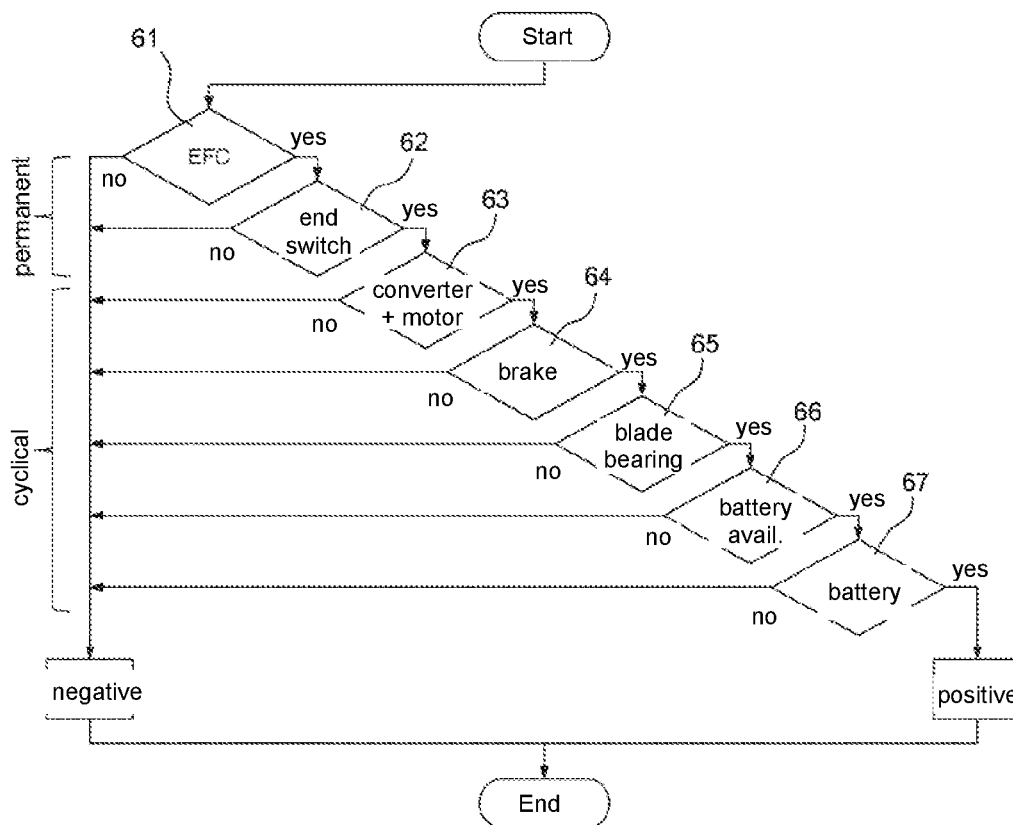 Start
61
EFC
yes
no
62
end
switch
yes
no
63
converter
+ motor
yes
no
64
brake
yes
no
65
blade
bearing
yes
no
66
battery
avail.
yes
no
67
battery
yes
no
permanent
cyclical
negative
positive
End